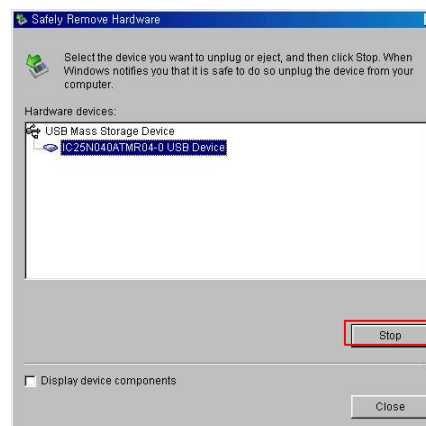 Safely Remove Hardware
Select the device you want to unplug or eject, and then click Stop. When
Windows notifies you that it is safe to do so unplug the device from your
computer.
Hardware devices:
USB Mass Storage Device
IC25N040ATMR04-0 USB Device
Stop
Display device components
Close